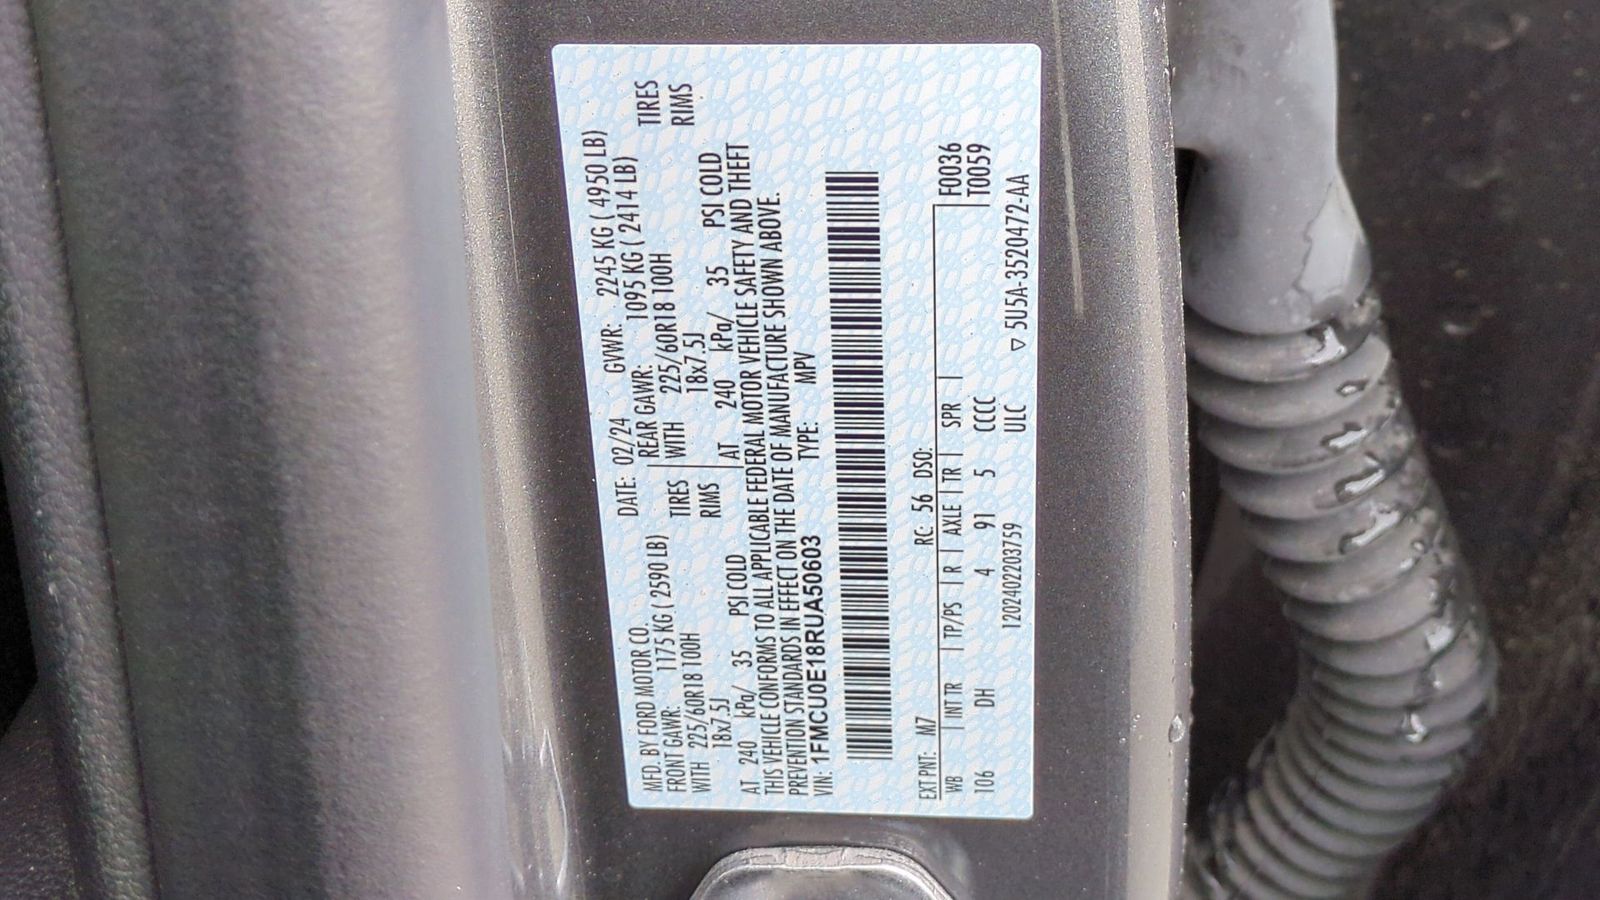 MFD. BY FORD MOTOR CO. DATE: 02/24 GVWR: 2245 KG ( 4950 LB)
FRONT GAWR: 1175 KG ( 2590 LB) REAR GAWR: 1095 KG ( 2414 LB)
WITH 225/60R18 100H TIRES WITH 225/60R18 100H TIRES
18x7.5J RIMS 18x7.5J RIMS
AT 240 kPa/ 35 PSI COLD AT 240 kPa/ 35 PSI COLD
THIS VEHICLE CONFORMS TO ALL APPLICABLE FEDERAL MOTOR VEHICLE SAFETY AND THEFT
PREVENTION STANDARDS IN EFFECT ON THE DATE OF MANUFACTURE SHOWN ABOVE.
VIN: 1FMCU0E18RUA50603 TYPE: MPV
EXT PNT: M7 RC: 56 DSO: F0036
WB | INT TR | TP/PS | R | AXLE | TR | SPR | T0059
106 DH 4 91 5 CCCC
1202402203759 ULC ▽ 5U5A-3520472-AA